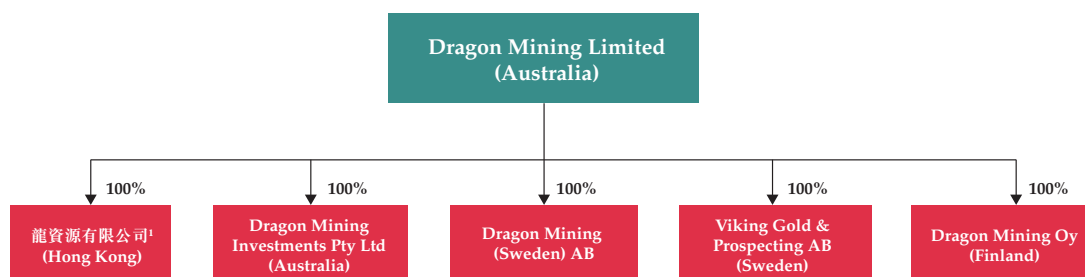 Dragon Mining Limited
(Australia)
100%
100%
100%
100%
100%
龍資源有限公司¹
(Hong Kong)
Dragon Mining
Investments Pty Ltd
(Australia)
Dragon Mining
(Sweden) AB
Viking Gold &
Prospecting AB
(Sweden)
Dragon Mining Oy
(Finland)